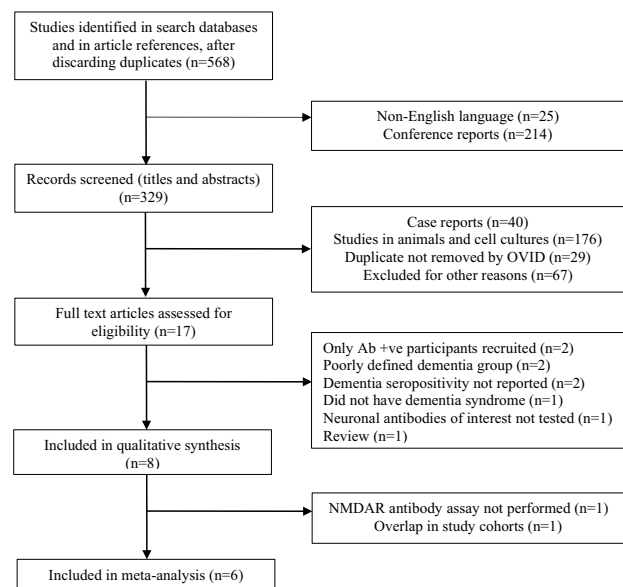 Studies identified in search databases
and in article references, after
discarding duplicates (n=568)
Non-English language (n=25)
Conference reports (n=214)
Records screened (titles and abstracts)
(n=329)
Case reports (n=40)
Studies in animals and cell cultures (n=176)
Duplicate not removed by OVID (n=29)
Excluded for other reasons (n=67)
Full text articles assessed for
eligibility (n=17)
Only Ab +ve participants recruited (n=2)
Poorly defined dementia group (n=2)
Dementia seropositivity not reported (n=2)
Did not have dementia syndrome (n=1)
Neuronal antibodies of interest not tested (n=1)
Review (n=1)
Included in qualitative synthesis
(n=8)
NMDAR antibody assay not performed (n=1)
Overlap in study cohorts (n=1)
Included in meta-analysis (n=6)